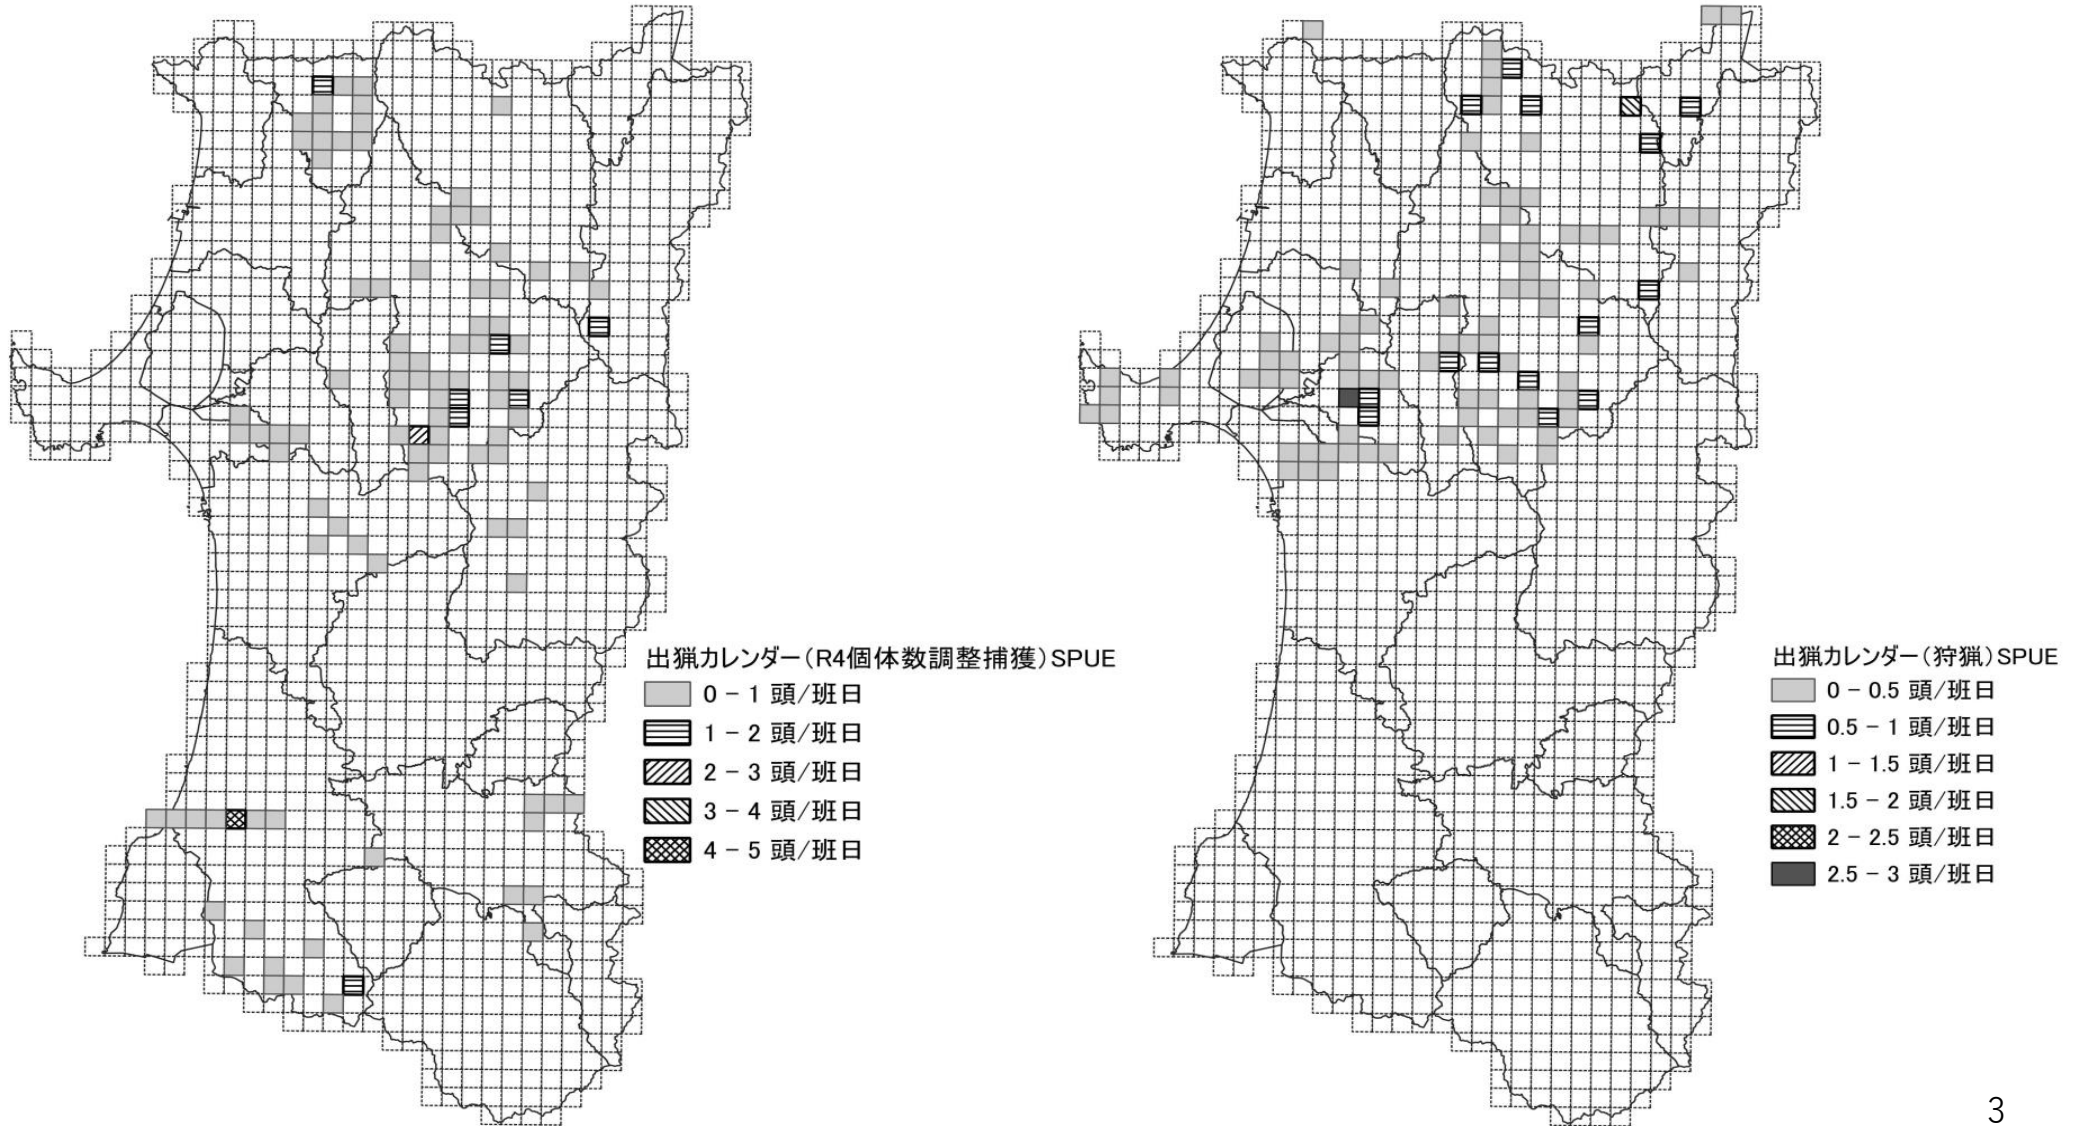 出猟カレンダー(R4個体数調整捕獲)SPUE
0 － 1 頭/班日
1 － 2 頭/班日
2 － 3 頭/班日
3 － 4 頭/班日
4 － 5 頭/班日
出猟カレンダー(狩猟)SPUE
0 － 0.5 頭/班日
0.5 － 1 頭/班日
1 － 1.5 頭/班日
1.5 － 2 頭/班日
2 － 2.5 頭/班日
2.5 － 3 頭/班日
3